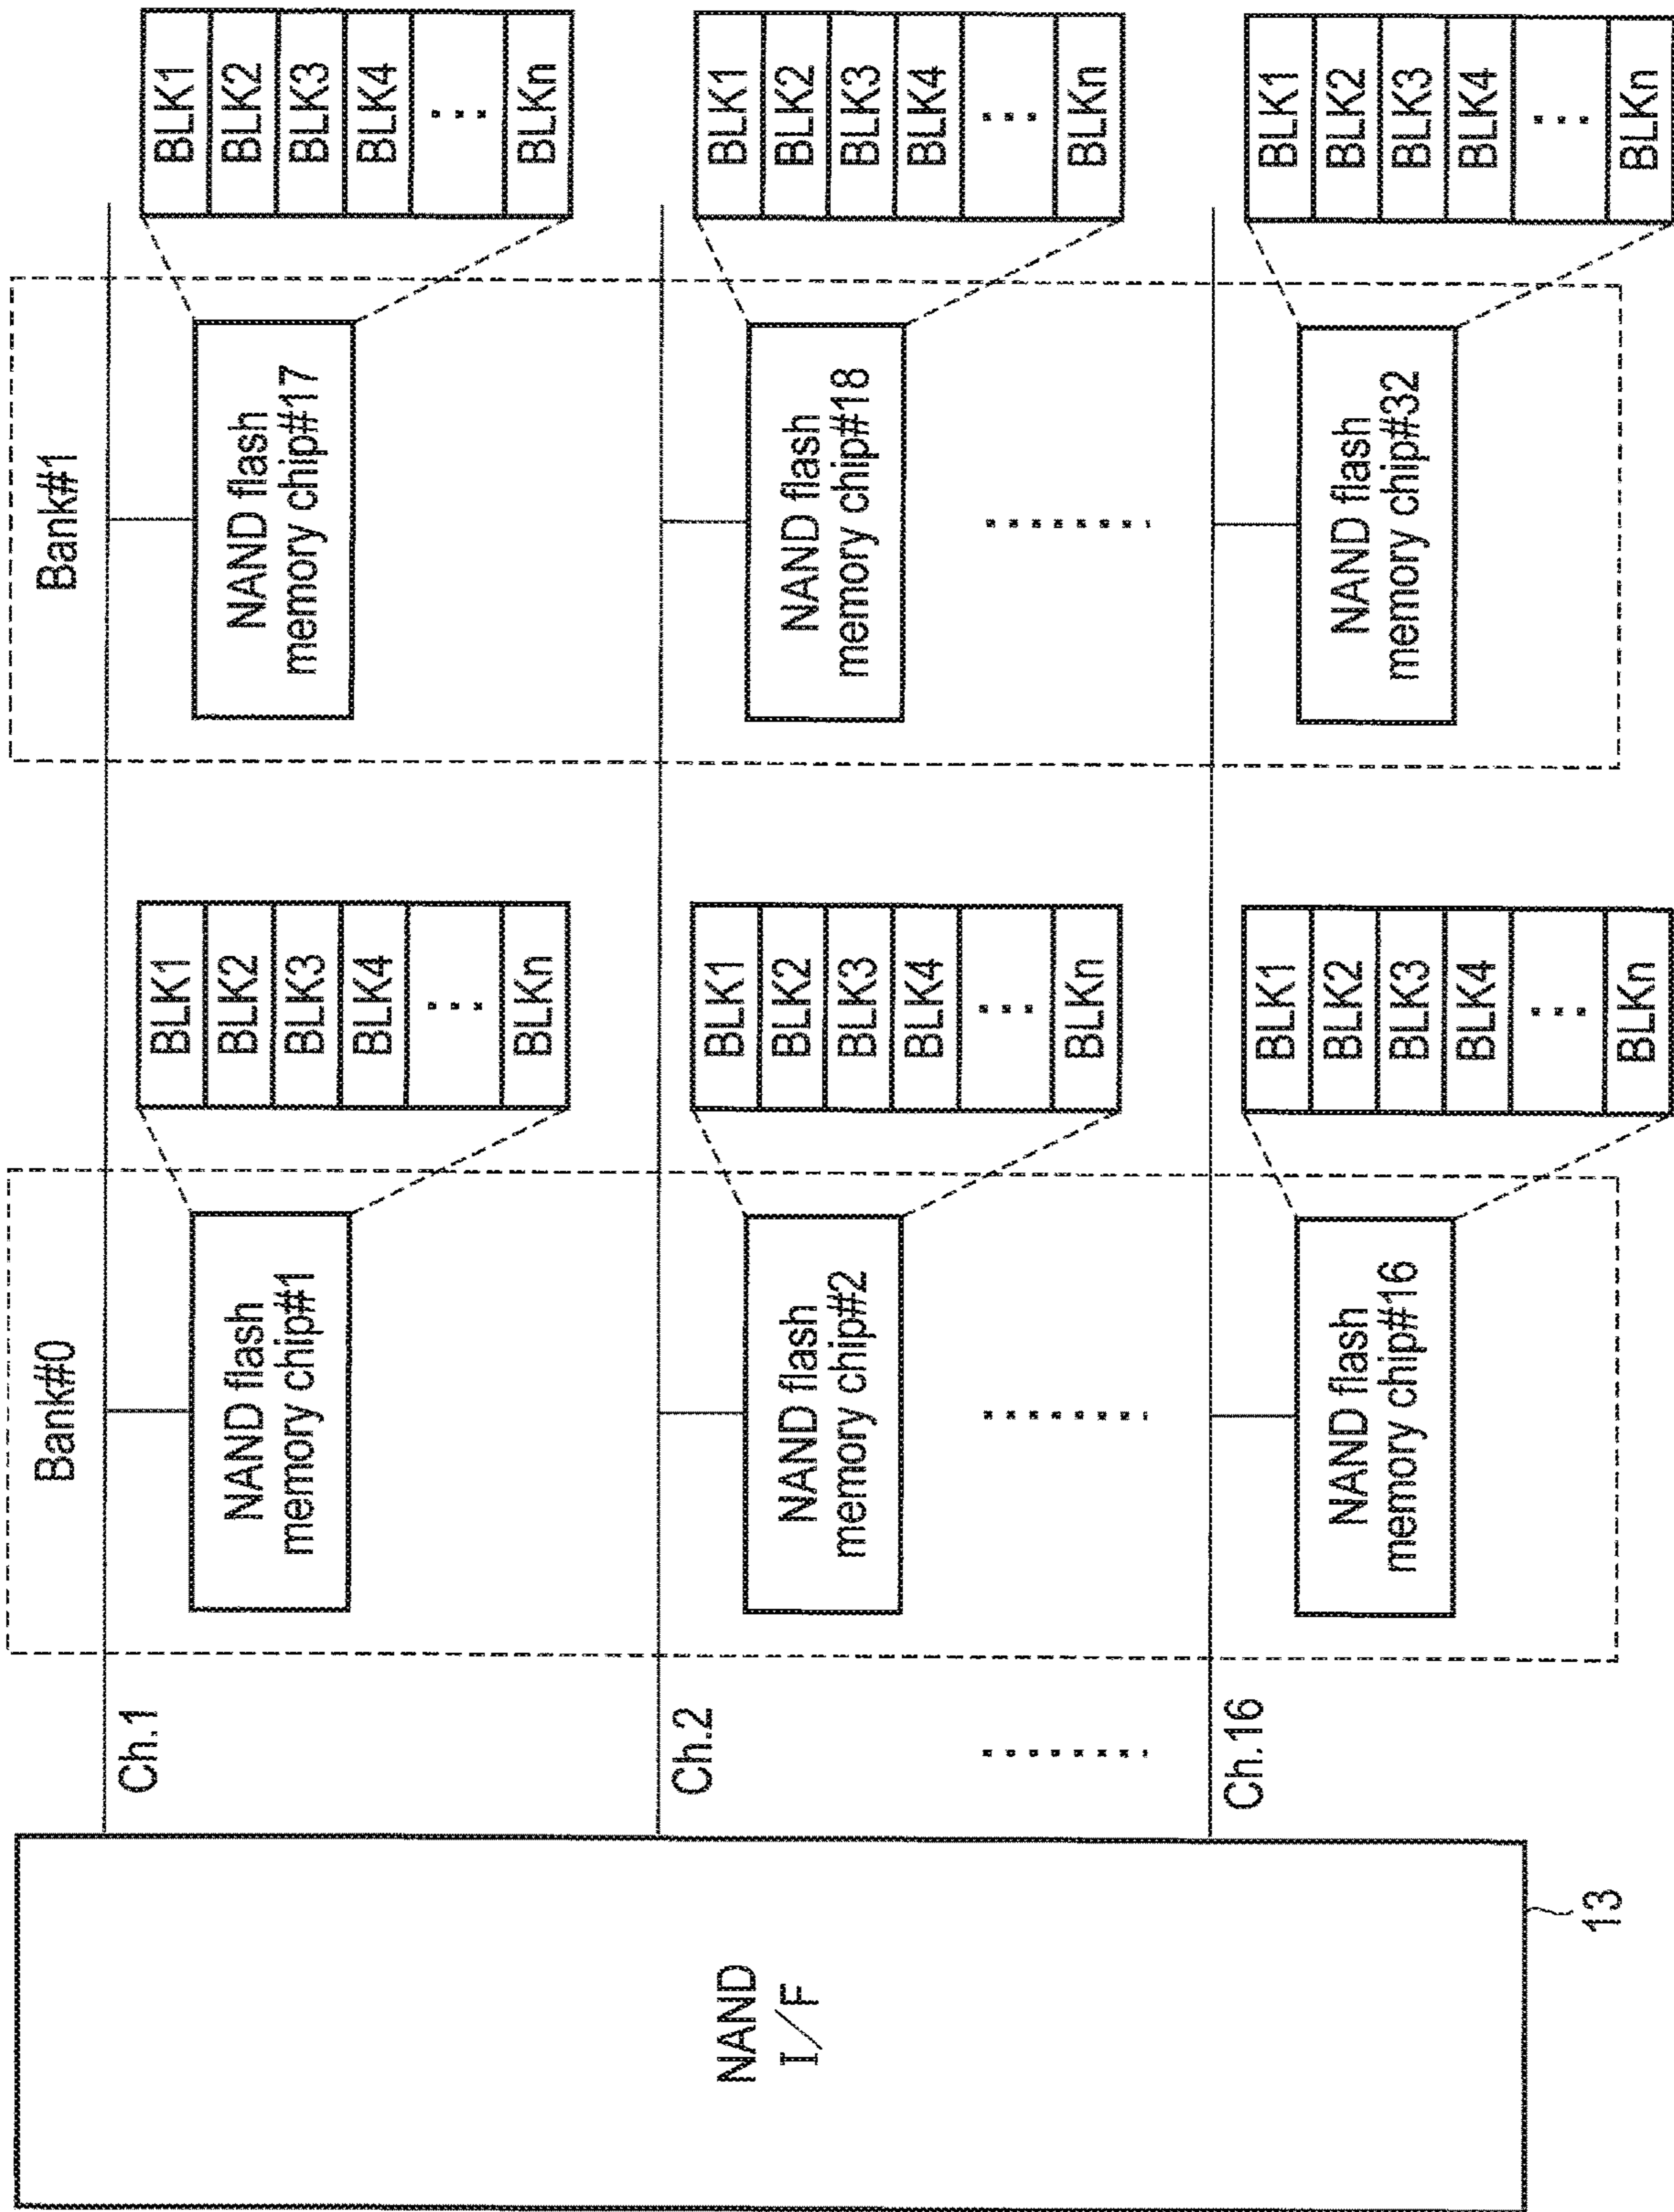 Bank#0
Bank#1
Ch.1
NAND flash
memory chip#1
BLK1
BLK2
BLK3
BLK4
BLKn
NAND flash
memory chip#17
BLK1
BLK2
BLK3
BLK4
BLKn
NAND
I/F
Ch.2
NAND flash
memory chip#2
BLK1
BLK2
BLK3
BLK4
BLKn
NAND flash
memory chip#18
BLK1
BLK2
BLK3
BLK4
BLKn
Ch.16
NAND flash
memory chip#16
BLK1
BLK2
BLK3
BLK4
BLKn
NAND flash
memory chip#32
BLK1
BLK2
BLK3
BLK4
BLKn
13